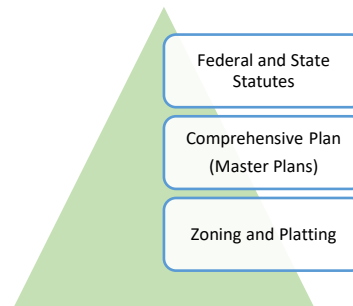 Federal and State
Statutes
Comprehensive Plan
(Master Plans)
Zoning and Platting